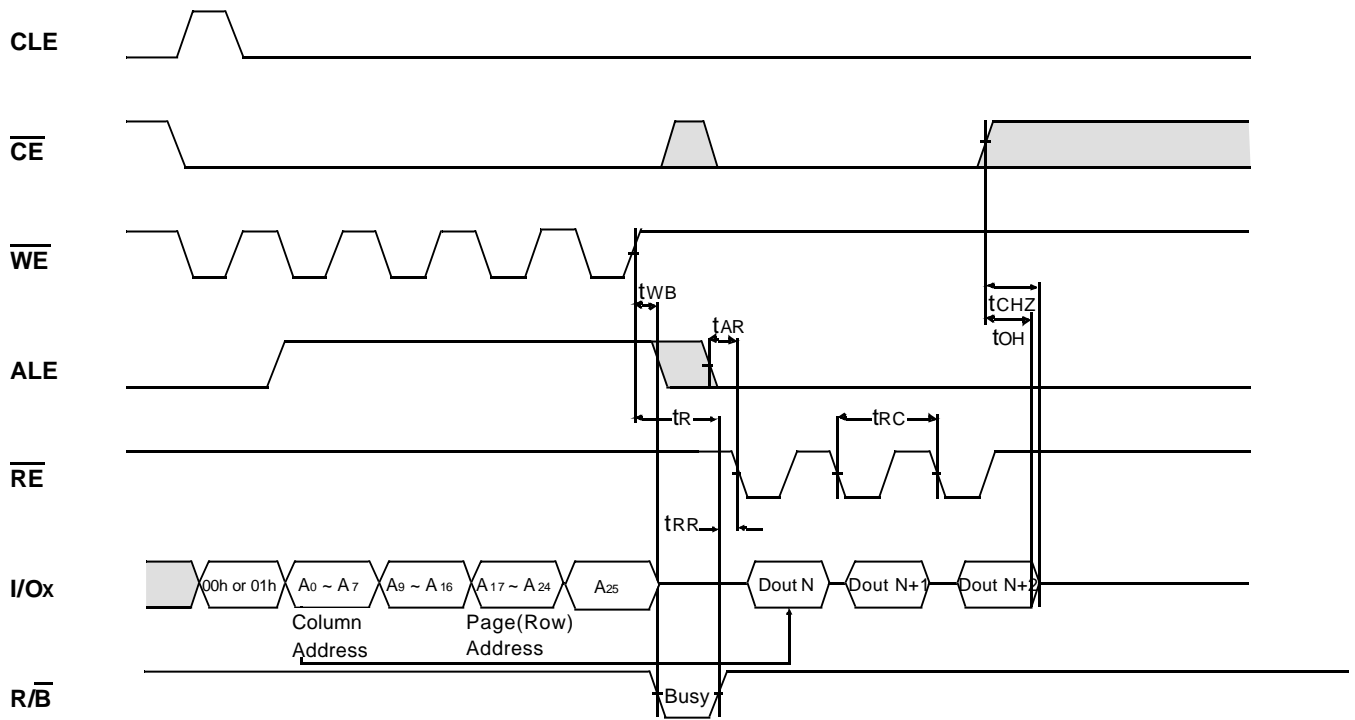 CLE
CE
WE
tWB
tCHZ
tAR
tOH
ALE
tR
tRC
RE
tRR
I/Ox
00h or 01h
A0 ~ A7
A9 ~ A16
A17 ~ A24
A25
Dout N
Dout N+1
Dout N+2
Column
Address
Page(Row)
Address
R/B
Busy